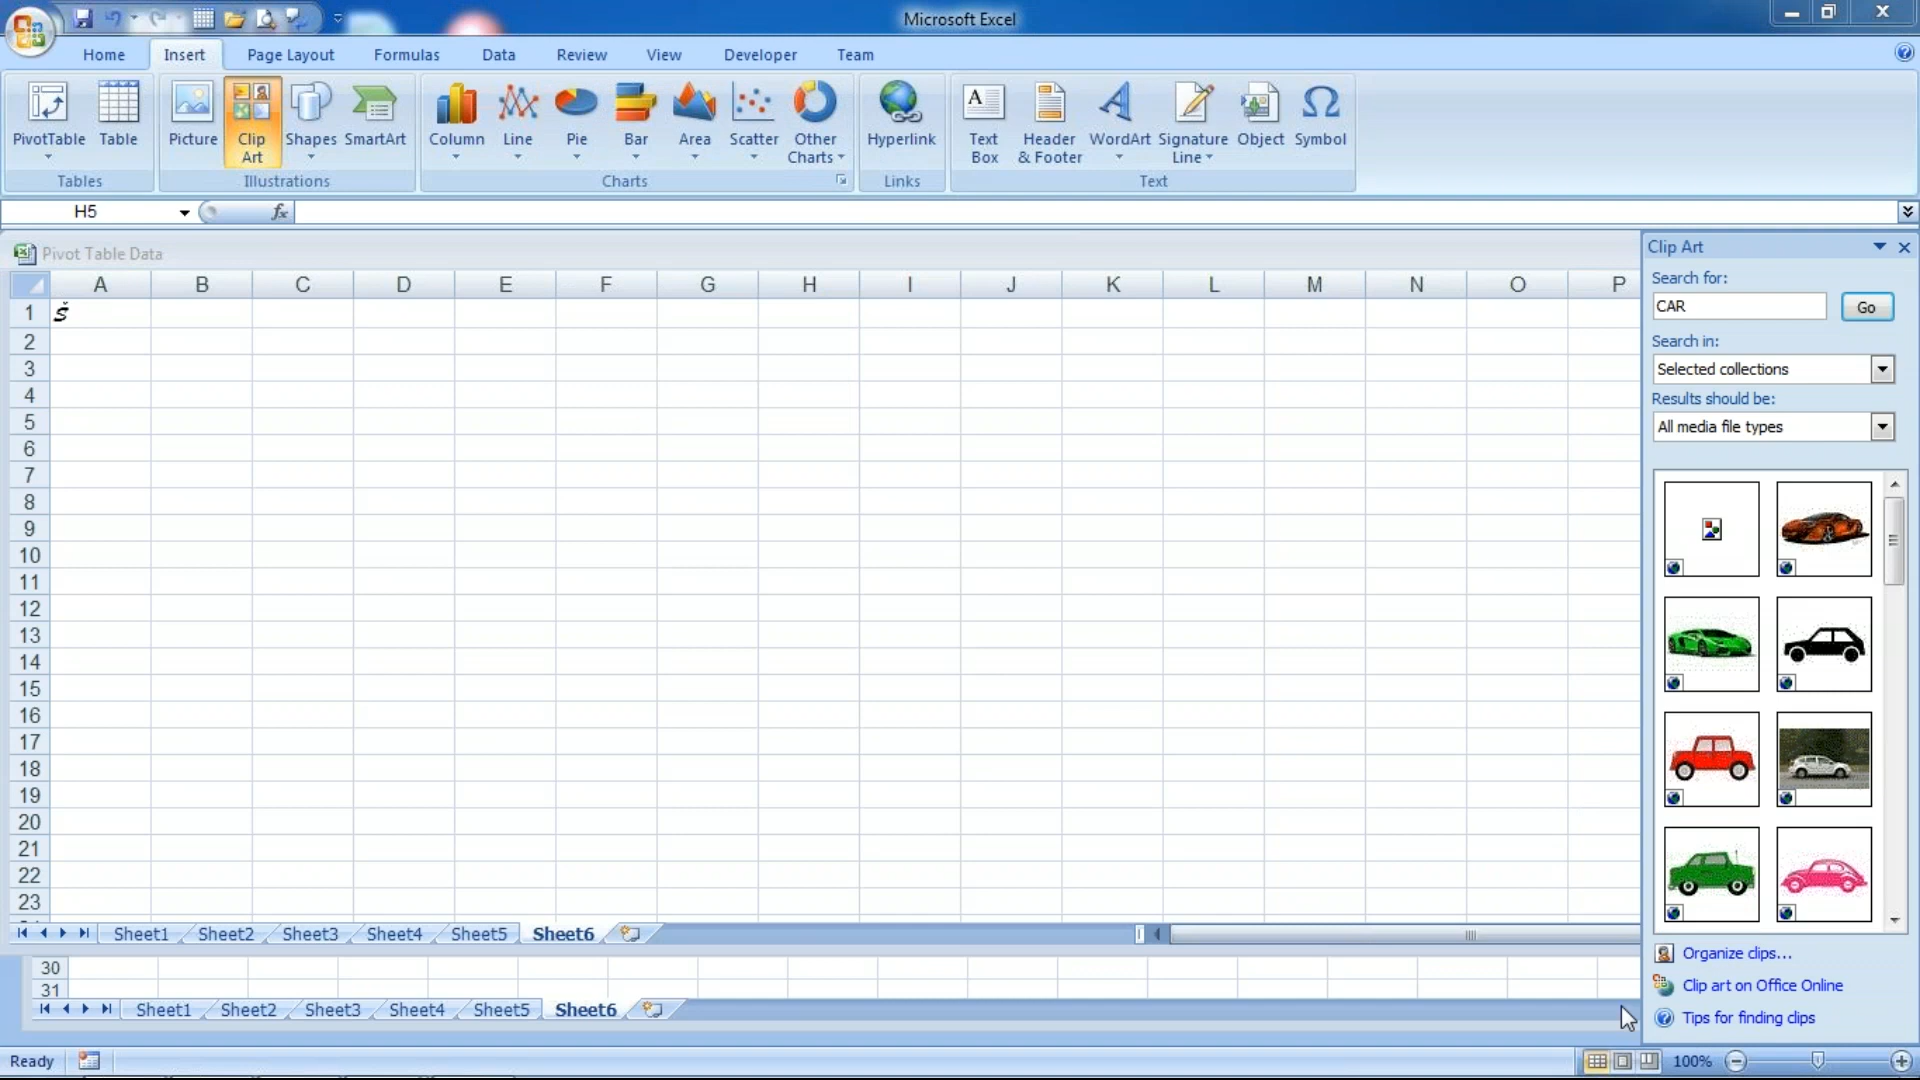 Microsoft Excel
Home Insert Page Layout Formulas Data Review View Developer Team
PivotTable Table Picture Clip Art Shapes SmartArt Column Line Pie Bar Area Scatter Other Charts Hyperlink Text Box Header & Footer WordArt Signature Line Object Symbol
Tables Illustrations Charts Links Text
H5 fx
Pivot Table Data
A B C D E F G H I J K L M N O P
1 Š
2
3
4
5
6
7
8
9
10
11
12
13
14
15
16
17
18
19
20
21
22
23
Sheet1 Sheet2 Sheet3 Sheet4 Sheet5 Sheet6
30
31
Sheet1 Sheet2 Sheet3 Sheet4 Sheet5 Sheet6
Clip Art
Search for:
CAR Go
Search in:
Selected collections
Results should be:
All media file types
Organize clips...
Clip art on Office Online
Tips for finding clips
Ready 100%